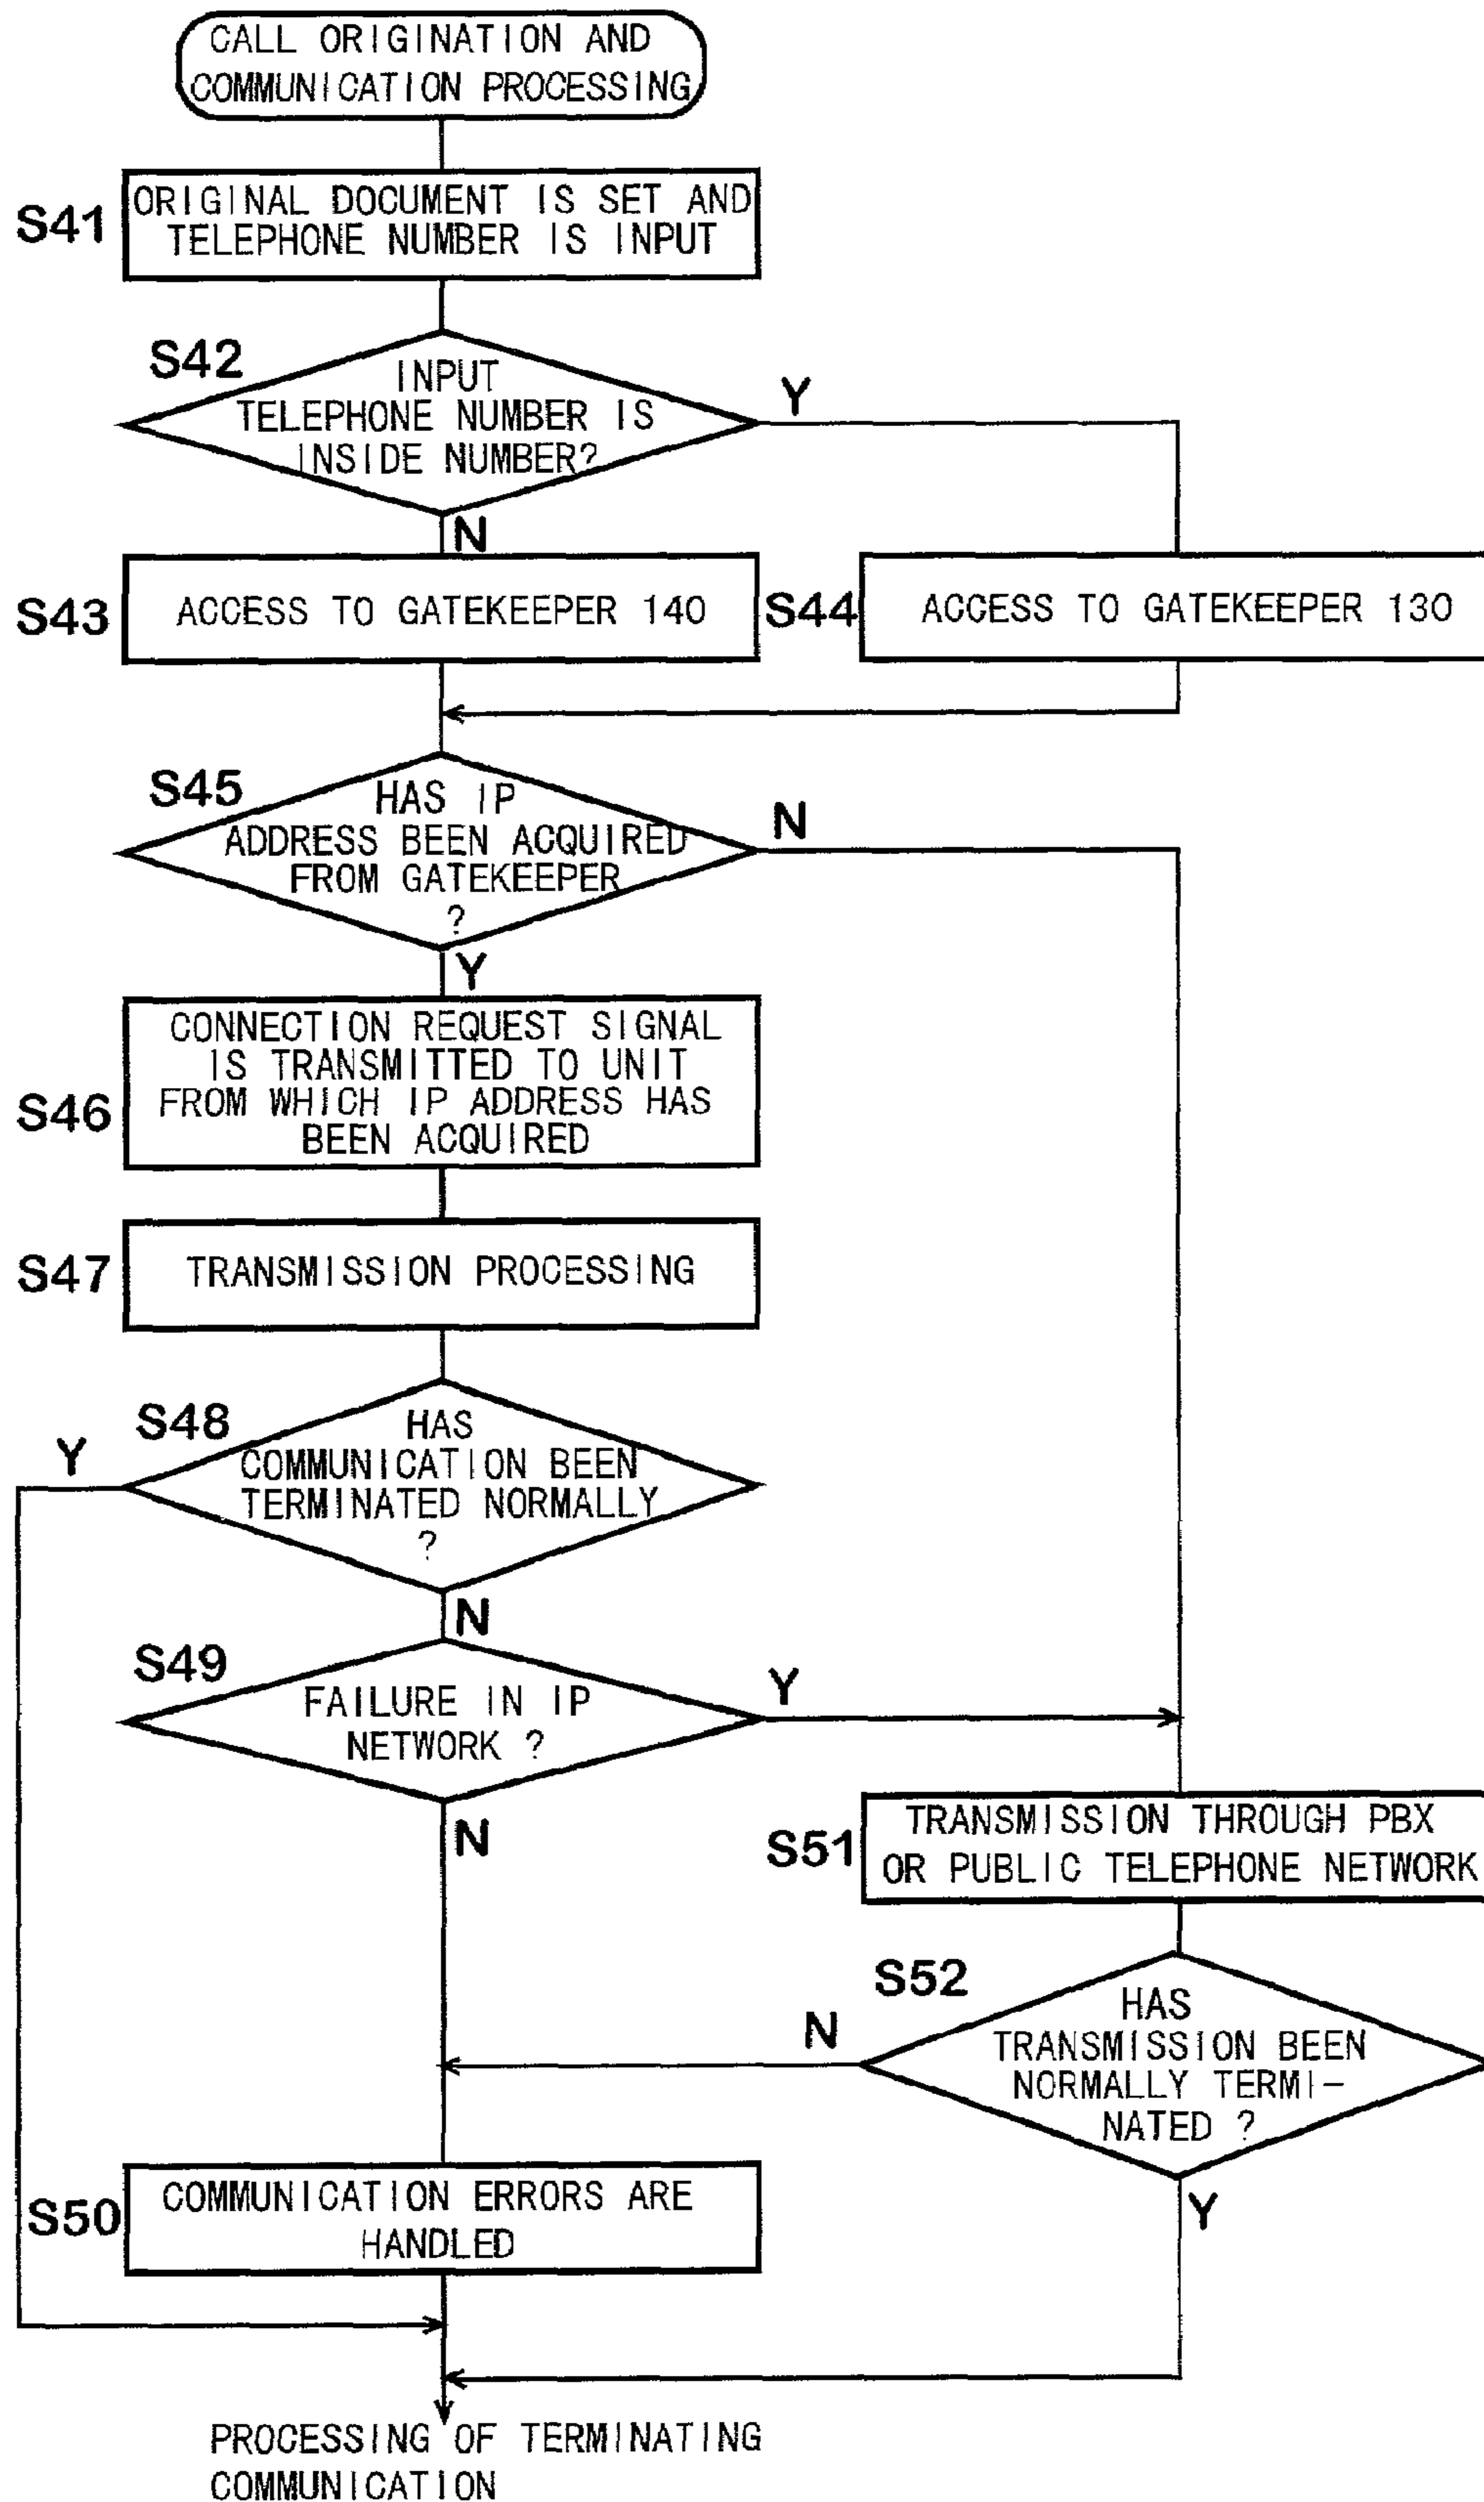 CALL ORIGINATION AND
COMMUNICATION PROCESSING
S41
ORIGINAL DOCUMENT IS SET AND
TELEPHONE NUMBER IS INPUT
S42
INPUT
TELEPHONE NUMBER IS
INSIDE NUMBER?
Y
N
S43
ACCESS TO GATEKEEPER 140
S44
ACCESS TO GATEKEEPER 130
S45
HAS IP
ADDRESS BEEN ACQUIRED
FROM GATEKEEPER
?
N
Y
S46
CONNECTION REQUEST SIGNAL
IS TRANSMITTED TO UNIT
FROM WHICH IP ADDRESS HAS
BEEN ACQUIRED
S47
TRANSMISSION PROCESSING
S48
HAS
COMMUNICATION BEEN
TERMINATED NORMALLY
?
Y
N
S49
FAILURE IN IP
NETWORK ?
Y
N
S51
TRANSMISSION THROUGH PBX
OR PUBLIC TELEPHONE NETWORK
S52
HAS
TRANSMISSION BEEN
NORMALLY TERMI-
NATED ?
N
Y
S50
COMMUNICATION ERRORS ARE
HANDLED
PROCESSING OF TERMINATING
COMMUNICATION